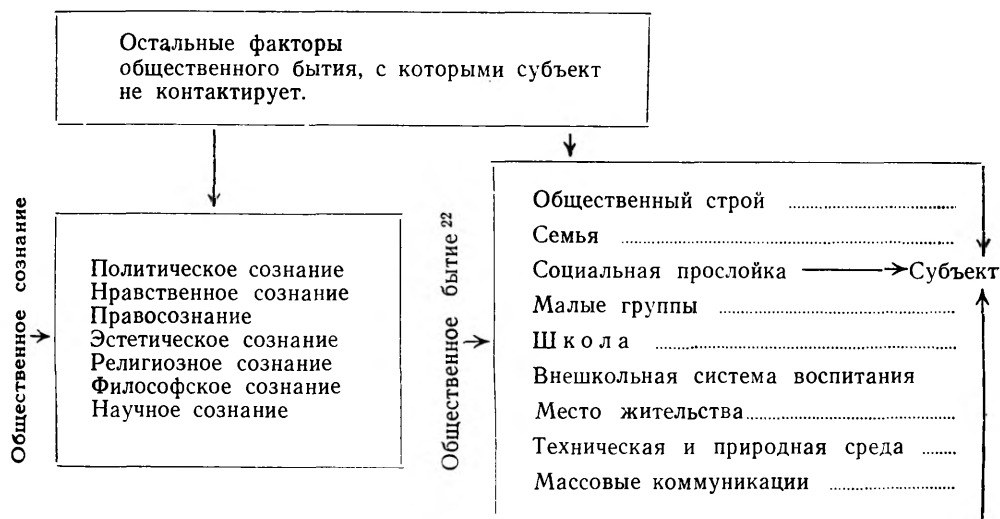 Остальные факторы
общественного бытия, с которыми субъект
не контактирует.
Общественное сознание
Политическое сознание
Нравственное сознание
Правосознание
Эстетическое сознание
Религиозное сознание
Философское сознание
Научное сознание
Общественное бытие 22
Общественный строй ........................
Семья ................................................
Социальная прослойка → Субъект
Малые группы ..................................
Школа ..............................................
Внешкольная система воспитания
Место жительства..............................
Техническая и природная среда .......
Массовые коммуникации ..................